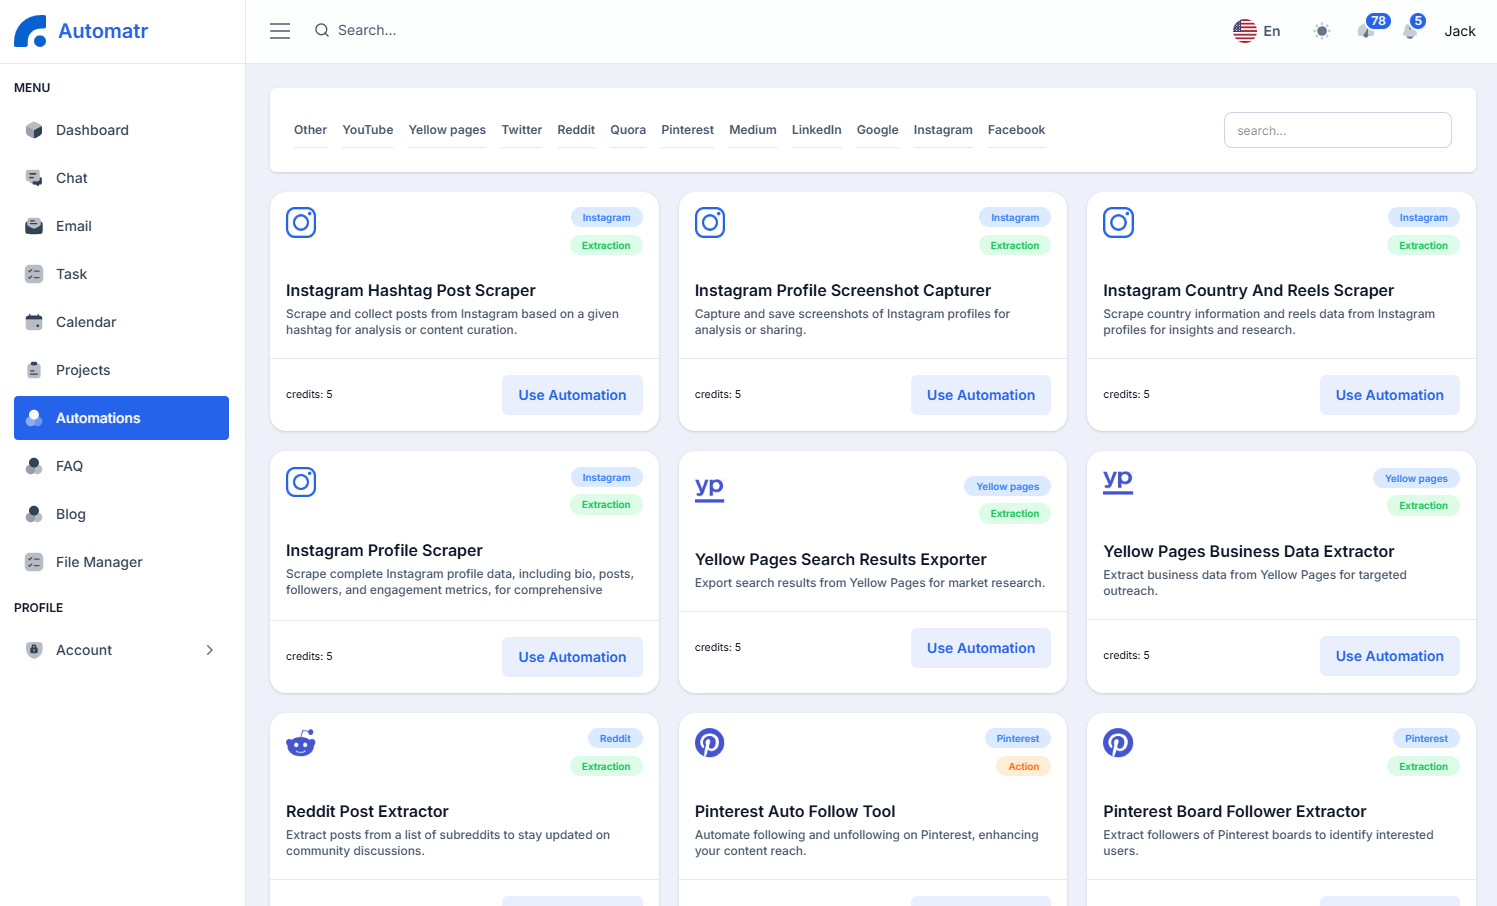 Automatr
Search...
En
78
5
Jack
MENU
Dashboard
Chat
Email
Task
Calendar
Projects
Automations
FAQ
Blog
File Manager
PROFILE
Account
Other YouTube Yellow pages Twitter Reddit Quora Pinterest Medium LinkedIn Google Instagram Facebook
search...
Instagram
Extraction
Instagram Hashtag Post Scraper
Scrape and collect posts from Instagram based on a given
hashtag for analysis or content curation.
credits: 5
Use Automation
Instagram
Extraction
Instagram Profile Screenshot Capturer
Capture and save screenshots of Instagram profiles for
analysis or sharing.
credits: 5
Use Automation
Instagram
Extraction
Instagram Country And Reels Scraper
Scrape country information and reels data from Instagram
profiles for insights and research.
credits: 5
Use Automation
Instagram
Extraction
Instagram Profile Scraper
Scrape complete Instagram profile data, including bio, posts,
followers, and engagement metrics, for comprehensive
credits: 5
Use Automation
yp
Yellow pages
Extraction
Yellow Pages Search Results Exporter
Export search results from Yellow Pages for market research.
credits: 5
Use Automation
yp
Yellow pages
Extraction
Yellow Pages Business Data Extractor
Extract business data from Yellow Pages for targeted
outreach.
credits: 5
Use Automation
Reddit
Extraction
Reddit Post Extractor
Extract posts from a list of subreddits to stay updated on
community discussions.
Pinterest
Action
Pinterest Auto Follow Tool
Automate following and unfollowing on Pinterest, enhancing
your content reach.
Pinterest
Extraction
Pinterest Board Follower Extractor
Extract followers of Pinterest boards to identify interested
users.